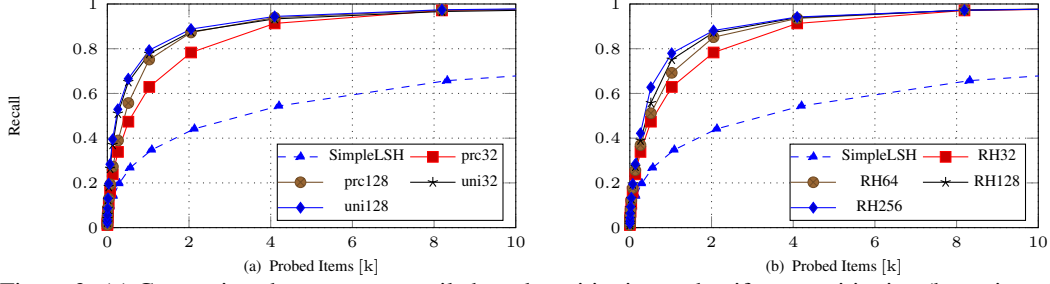 1
0.8
0.6
0.4
0.2
0
Recall
SimpleLSH prc32
prc128 uni32
uni128
0 2 4 6 8 10
(a) Probed Items [k]
1
0.8
0.6
0.4
0.2
0
SimpleLSH RH32
RH64 RH128
RH256
0 2 4 6 8 10
(b) Probed Items [k]